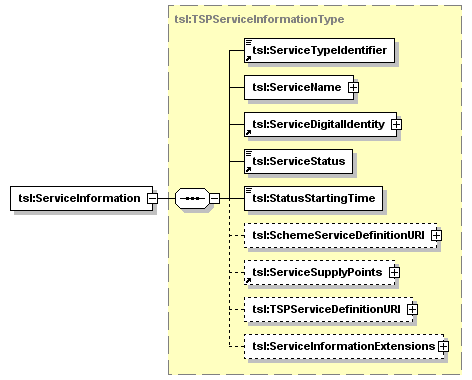 tsl:TSPServiceInformationType
tsl:ServiceTypeIdentifier
tsl:ServiceName
tsl:ServiceDigitalIdentity
tsl:ServiceStatus
tsl:ServiceInformation
tsl:StatusStartingTime
tsl:SchemeServiceDefinitionURI
tsl:ServiceSupplyPoints
tsl:TSPServiceDefinitionURI
tsl:ServiceInformationExtensions